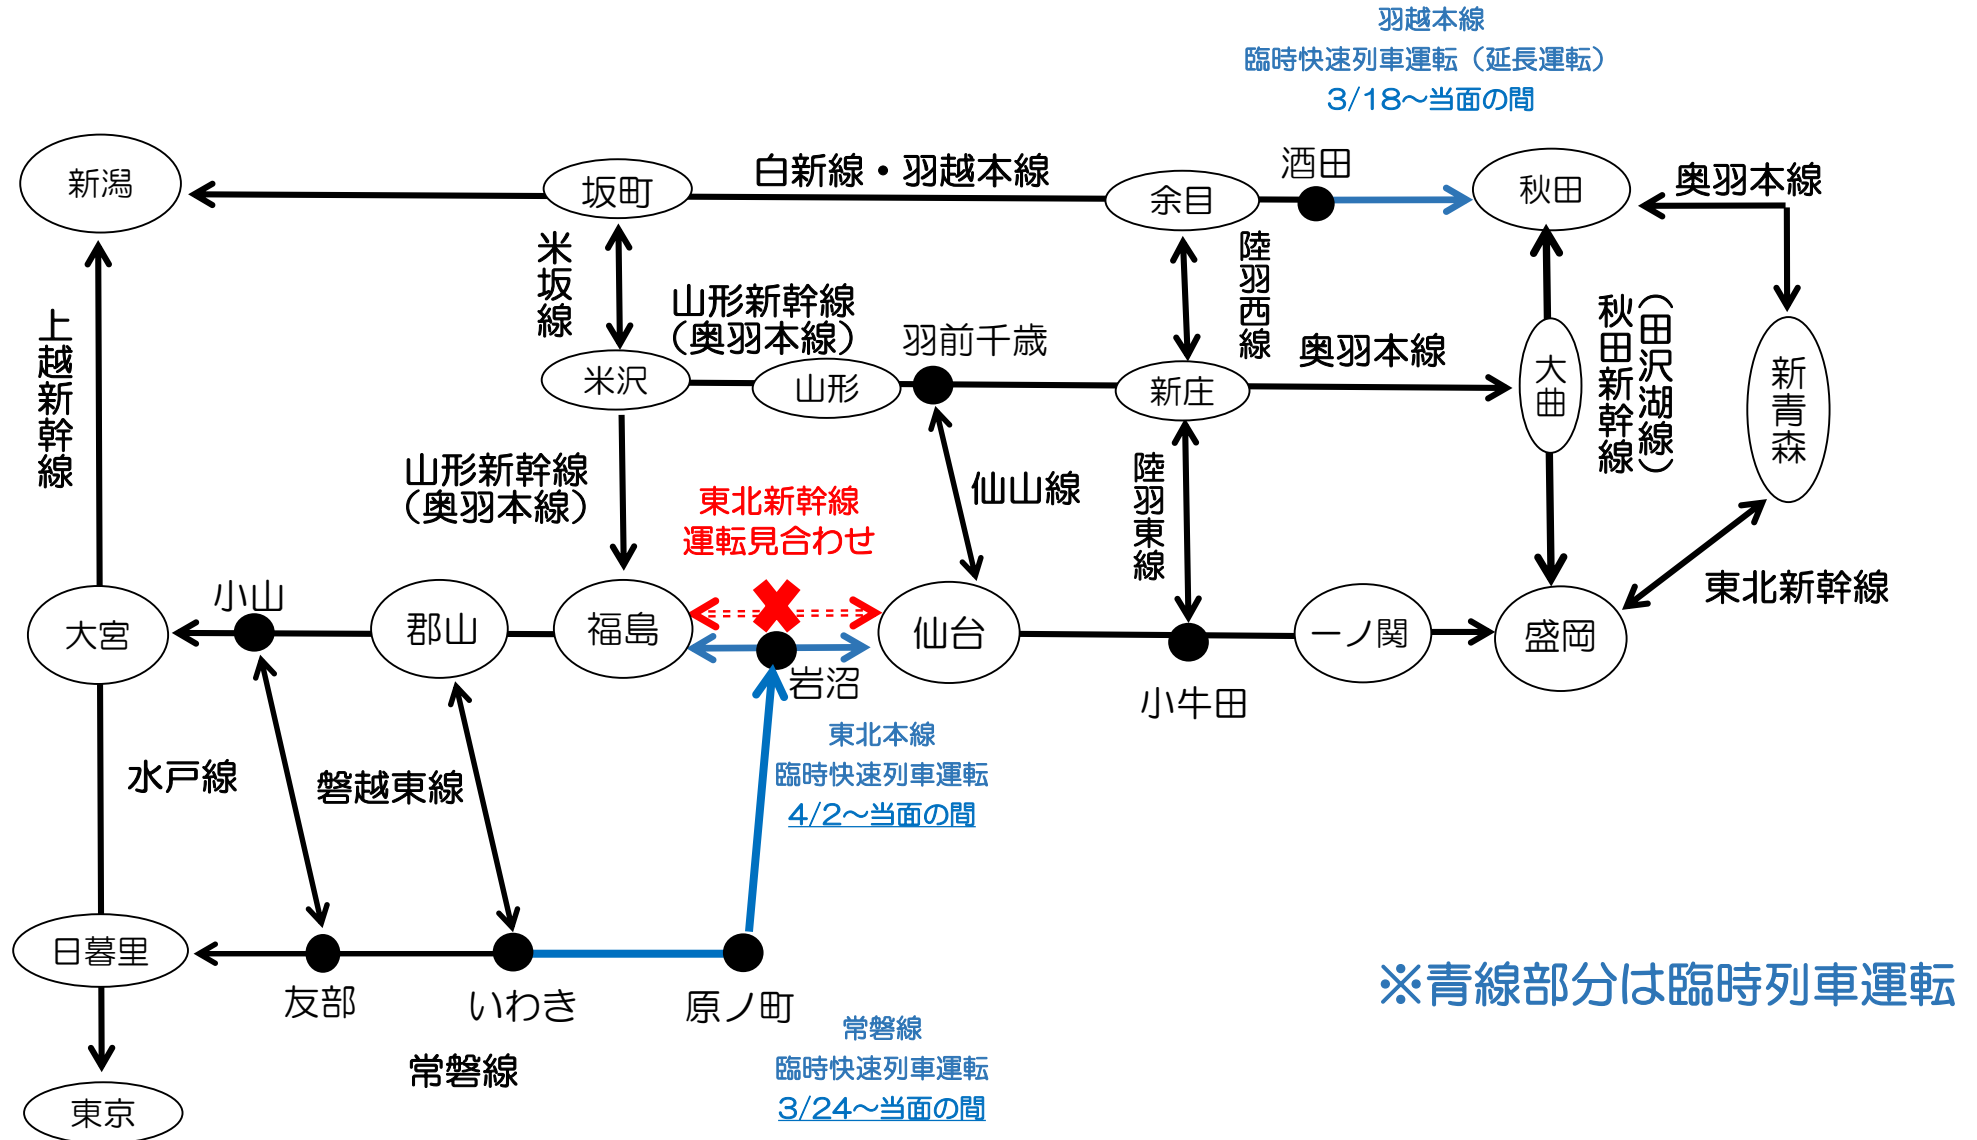 羽越本線
臨時快速列車運転（延長運転）
3/18～当面の間
新潟
坂町
白新線・羽越本線
余目
酒田
秋田
奥羽本線
上越新幹線
米坂線
山形新幹線
（奥羽本線）
羽前千歳
陸羽西線
奥羽本線
秋田新幹線
（田沢湖線）
米沢
山形
新庄
大曲
新青森
山形新幹線
（奥羽本線）
東北新幹線
運転見合わせ
仙山線
陸羽東線
東北新幹線
小山
大宮
郡山
福島
仙台
一ノ関
盛岡
岩沼
小牛田
東北本線
臨時快速列車運転
4/2～当面の間
水戸線
磐越東線
日暮里
友部
いわき
原ノ町
※青線部分は臨時列車運転
常磐線
常磐線
臨時快速列車運転
3/24～当面の間
東京